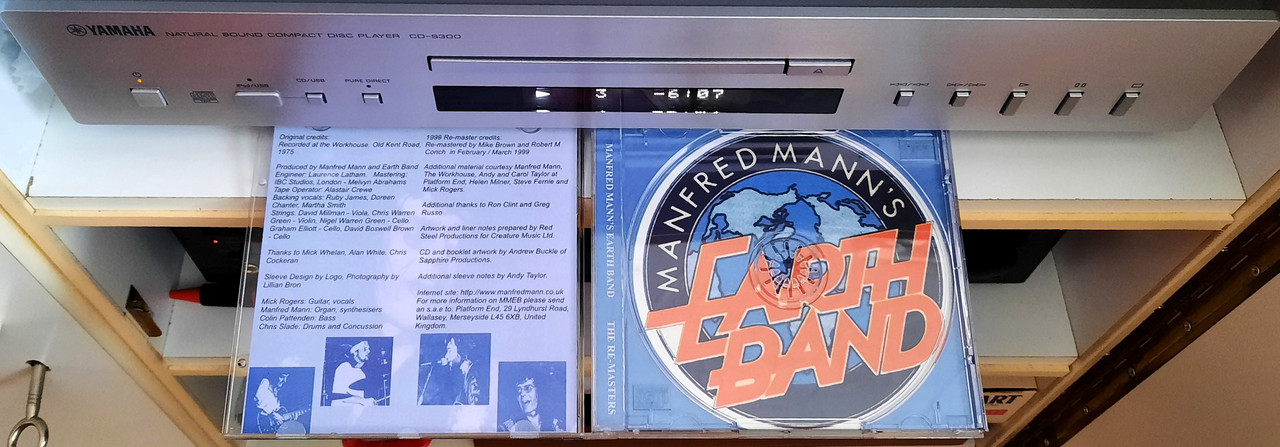 YAMAHA NATURAL SOUND COMPACT DISC PLAYER CD-S300
CD/USB
PURE DIRECT
iPod/USB
3 -6:07
Original credits:
Recorded at the Workhouse. Old Kent Road,
1975
Produced by Manfred Mann and Earth Band
Engineer: Laurence Latham. Mastering:
IBC Studios, London - Melvyn Abrahams
Tape Operator: Alastair Crewe
Backing vocals: Ruby James, Doreen
Chanter, Martha Smith
Strings, David Millman - Viola, Chris Warren
Green - Violin, Nigel Warren Green - Cello.
Graham Elliott - Cello, David Boswell Brown
- Cello
Thanks to Mick Whelan, Alan White, Chris
Cockeran
Sleeve Design by Logo, Photography by
Lillian Bron
Mick Rogers: Guitar, vocals
Manfred Mann: Organ, synthesisers
Colin Pattenden: Bass
Chris Slade: Drums and Concussion
1999 Re-master credits:
Re-mastered by Mike Brown and Robert M
Corich in February / March 1999
Additional material courtesy Manfred Mann,
The Workhouse, Andy and Carol Taylor at
Platform End, Helen Milner, Steve Fernie and
Mick Rogers.
Additional thanks to Ron Clint and Greg
Russo
Artwork and liner notes prepared by Red
Steel Productions for Creature Music Ltd.
CD and booklet artwork by Andrew Buckle of
Sapphire Productions.
Additional sleeve notes by Andy Taylor.
Internet site: http://www.manfredmann.co.uk
For more information on MMEB please send
an s.a.e to: Platform End, 29 Lyndhurst Road,
Wallasey, Merseyside L45 6XB, United
Kingdom.
MANFRED MANN'S EARTH BAND THE RE-MASTERS
MANFRED MANN'S
EARTH
BAND
ART